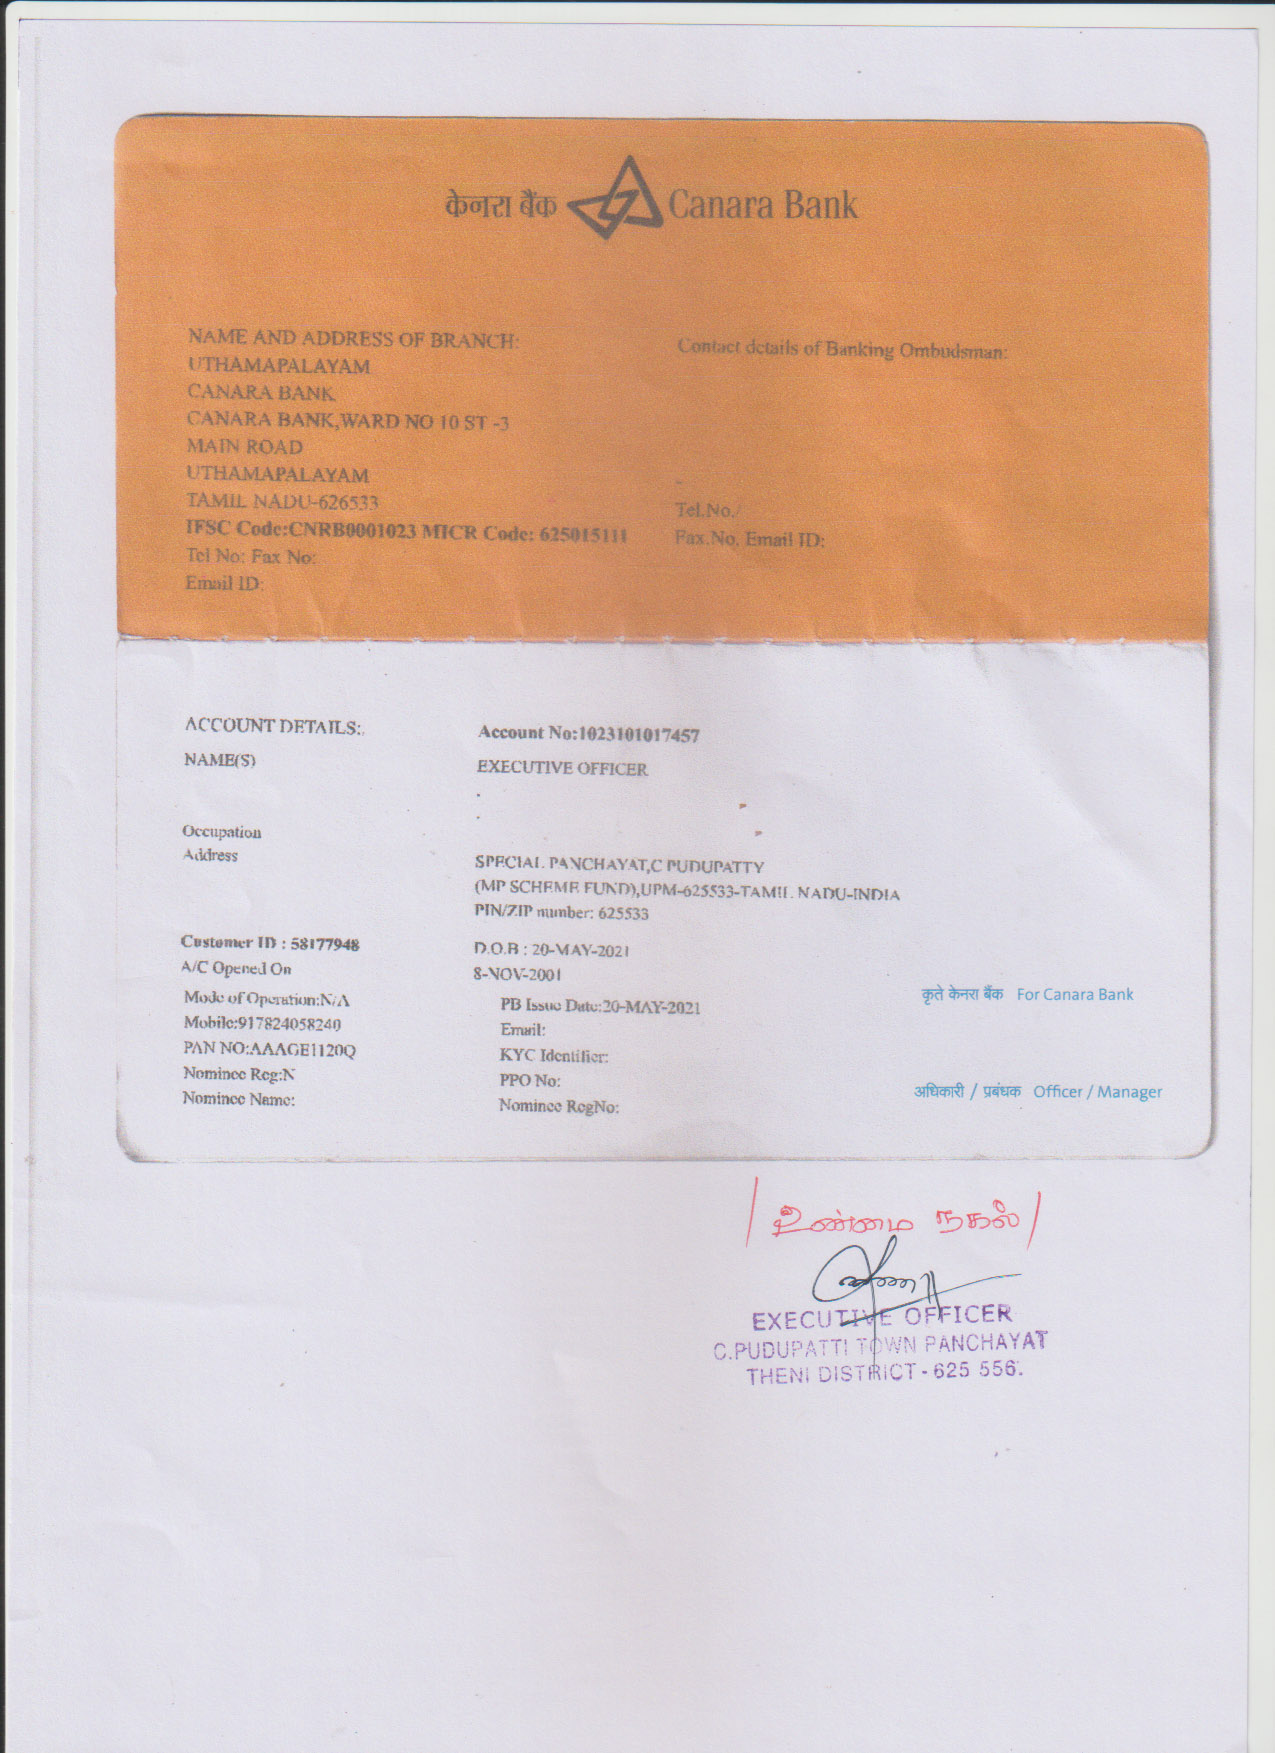 केनरा बैंक Canara Bank
NAME AND ADDRESS OF BRANCH:
UTHAMAPALAYAM
CANARA BANK
CANARA BANK,WARD NO 10 ST -3
MAIN ROAD
UTHAMAPALAYAM
TAMIL NADU-626533
IFSC Code:CNRB0001023 MICR Code: 625015111
Tel No: Fax No:
Email ID:
Contact details of Banking Ombudsman:
-
Tel.No./
Fax.No. Email ID:
ACCOUNT DETAILS:. Account No:1023101017457
NAME(S) EXECUTIVE OFFICER
.
.
Occupation
Address SPECIAL PANCHAYAT,C PUDUPATTY
(MP SCHEME FUND),UPM-625533-TAMIL NADU-INDIA
PIN/ZIP number: 625533
Customer ID : 58177948 D.O.B : 20-MAY-2021
A/C Opened On 8-NOV-2001
Mode of Operation:N/A PB Issue Date:20-MAY-2021
Mobile:917824058240 Email:
PAN NO:AAAGE1120Q KYC Identifier:
Nominee Reg:N PPO No:
Nominee Name: Nominee RegNo:
कृते केनरा बैंक For Canara Bank
अधिकारी / प्रबंधक Officer / Manager
/ உண்மை நகல் /
EXECUTIVE OFFICER
C.PUDUPATTI TOWN PANCHAYAT
THENI DISTRICT - 625 556.